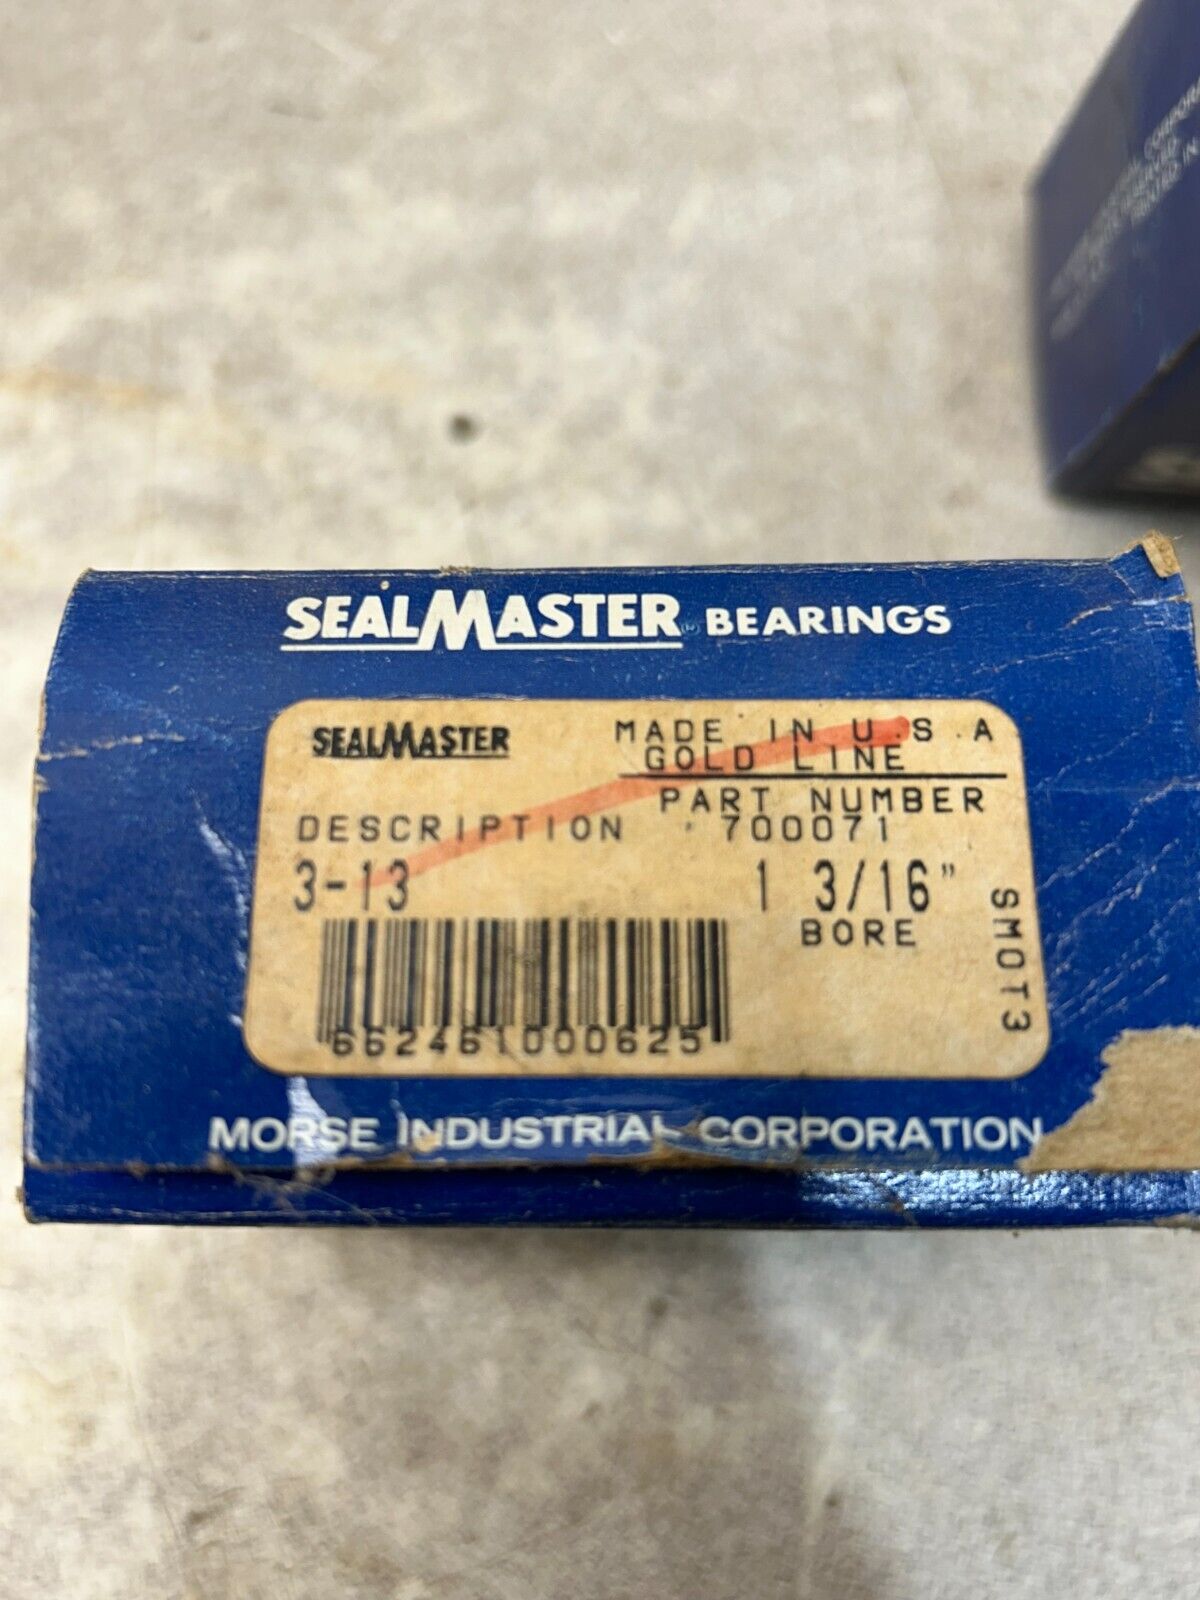 SEALMASTER BEARINGS
SEALMASTER
MADE IN U.S.A
GOLD LINE
PART NUMBER
DESCRIPTION 700071
3-13 1 3/16"
BORE
SMOT3
662461000625
MORSE INDUSTRIAL CORPORATION
RESERVED